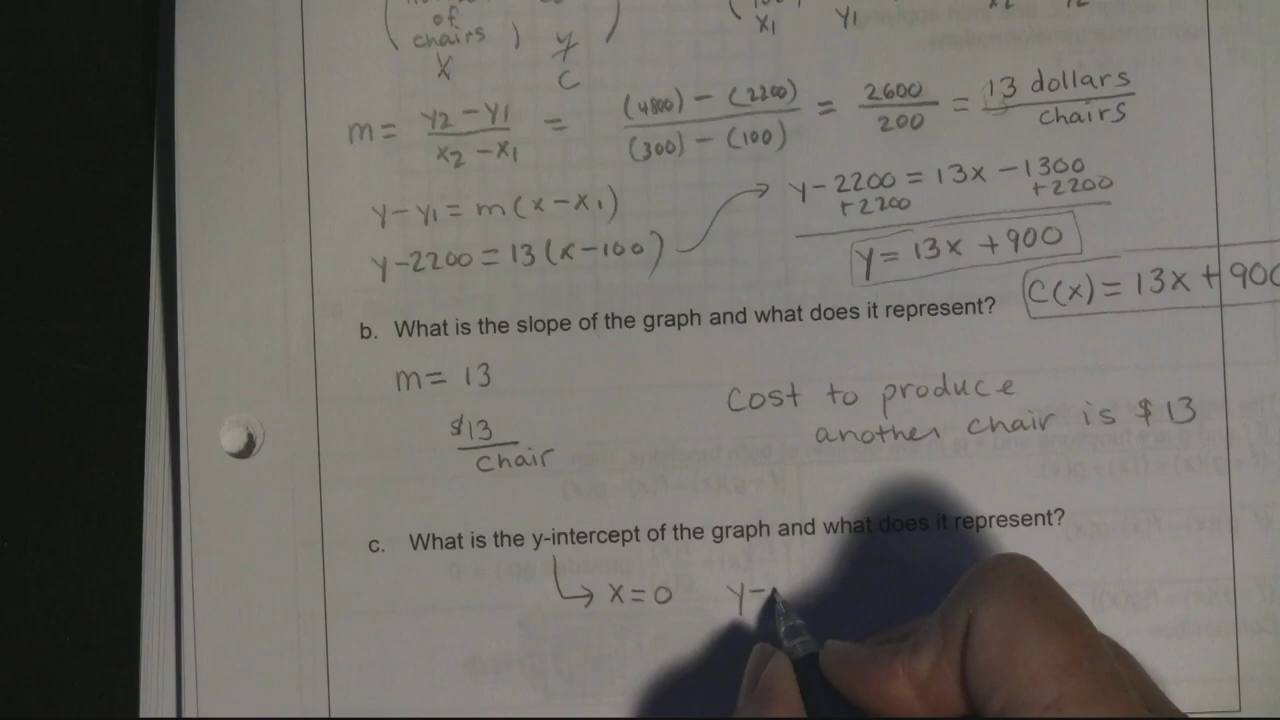 of
chairs ) y
X C
X1 Y1
m = Y2 - Y1 / X2 - X1 = (4800) - (2200) / (300) - (100) = 2600 / 200 = 13 dollars / chairs
Y - Y1 = m(X - X1)
Y - 2200 = 13(X - 100)
Y - 2200 = 13X - 1300
+2200 +2200
Y = 13X + 900
C(X) = 13X + 900
b. What is the slope of the graph and what does it represent?
m = 13
$13 / chair
Cost to produce
another chair is $13
c. What is the y-intercept of the graph and what does it represent?
X = 0 Y-